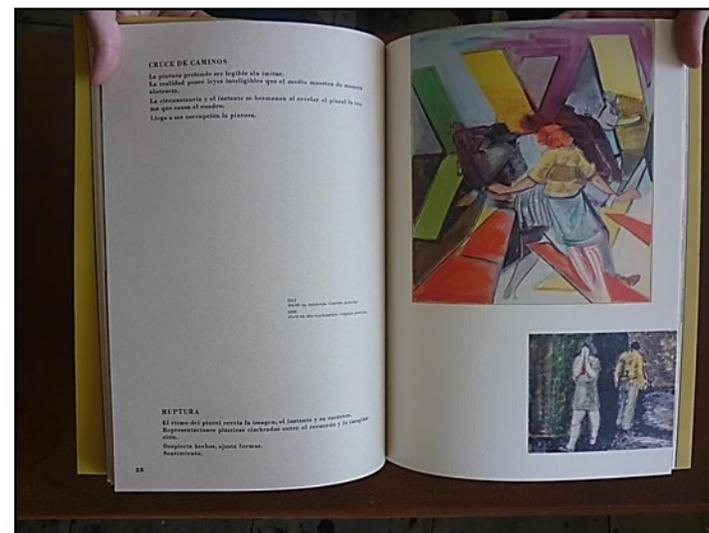 CRUCE DE CAMINOS
La pintura pretende ser legible sin imitar.
La realidad posee leyes inteligibles que el medio muestra de manera
abstracta.
La circunstancia y el instante se hermanan al revelar el pincel la
ma que causa el cuadro.
Llega a ser corrupción la pintura.
RUPTURA
El ritmo del pincel revela la imagen, el instante y su carácter.
Representaciones plásticas cimbradas entre el recuerdo y la imagina-
ción.
Despierta hechos, ajusta formas.
Sentimiento.
28